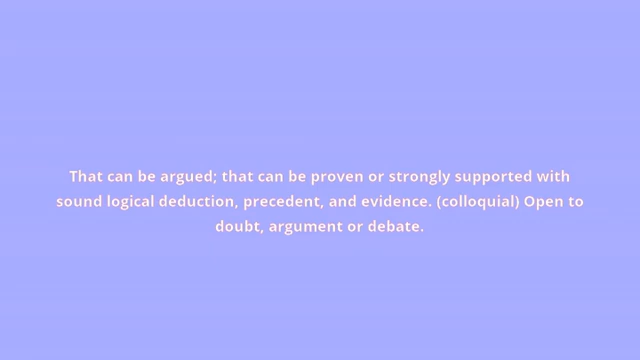 That can be argued; that can be proven or strongly supported with
sound logical deduction, precedent, and evidence. (colloquial) Open to
doubt, argument or debate.